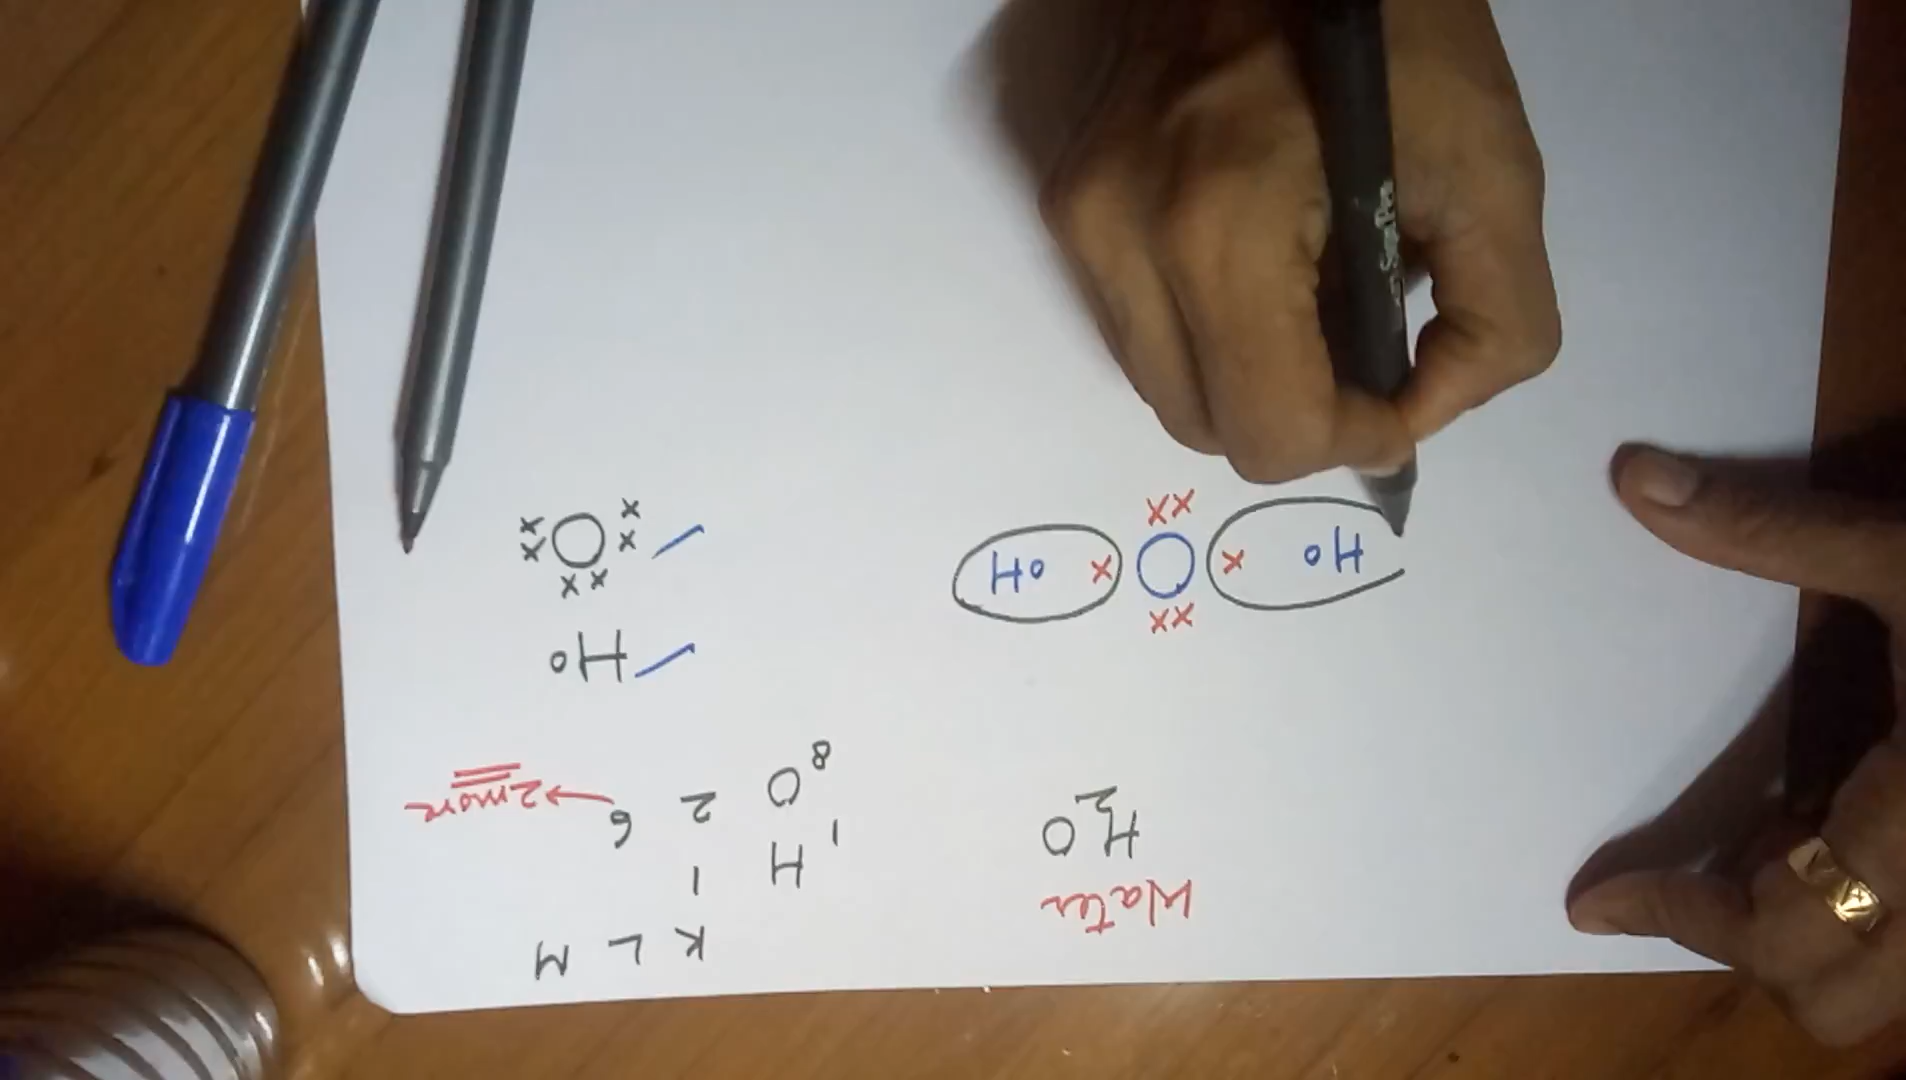 Water
H2O
K L M
1H 1
8O 2 6 → 2 more
H o
x x
x x O x x
x x
H o x O x o H
x x